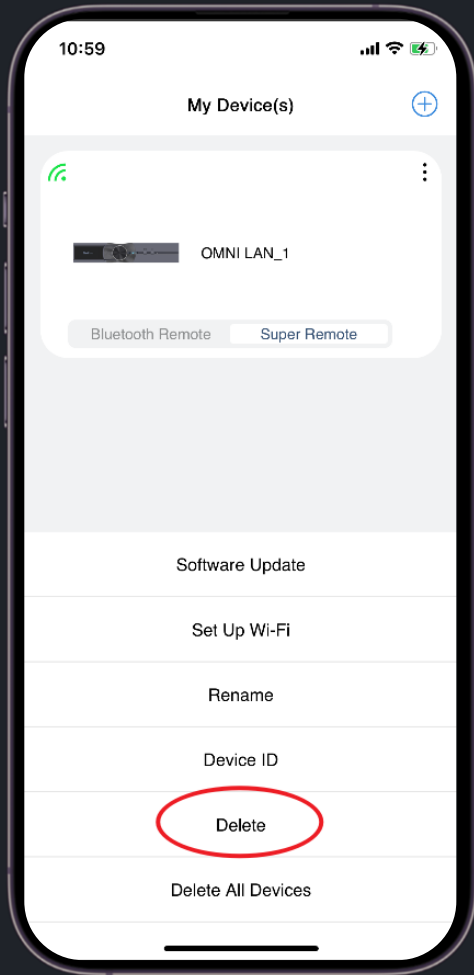 10:59
My Device(s)
OMNI LAN_1
Bluetooth Remote Super Remote
Software Update
Set Up Wi-Fi
Rename
Device ID
Delete
Delete All Devices